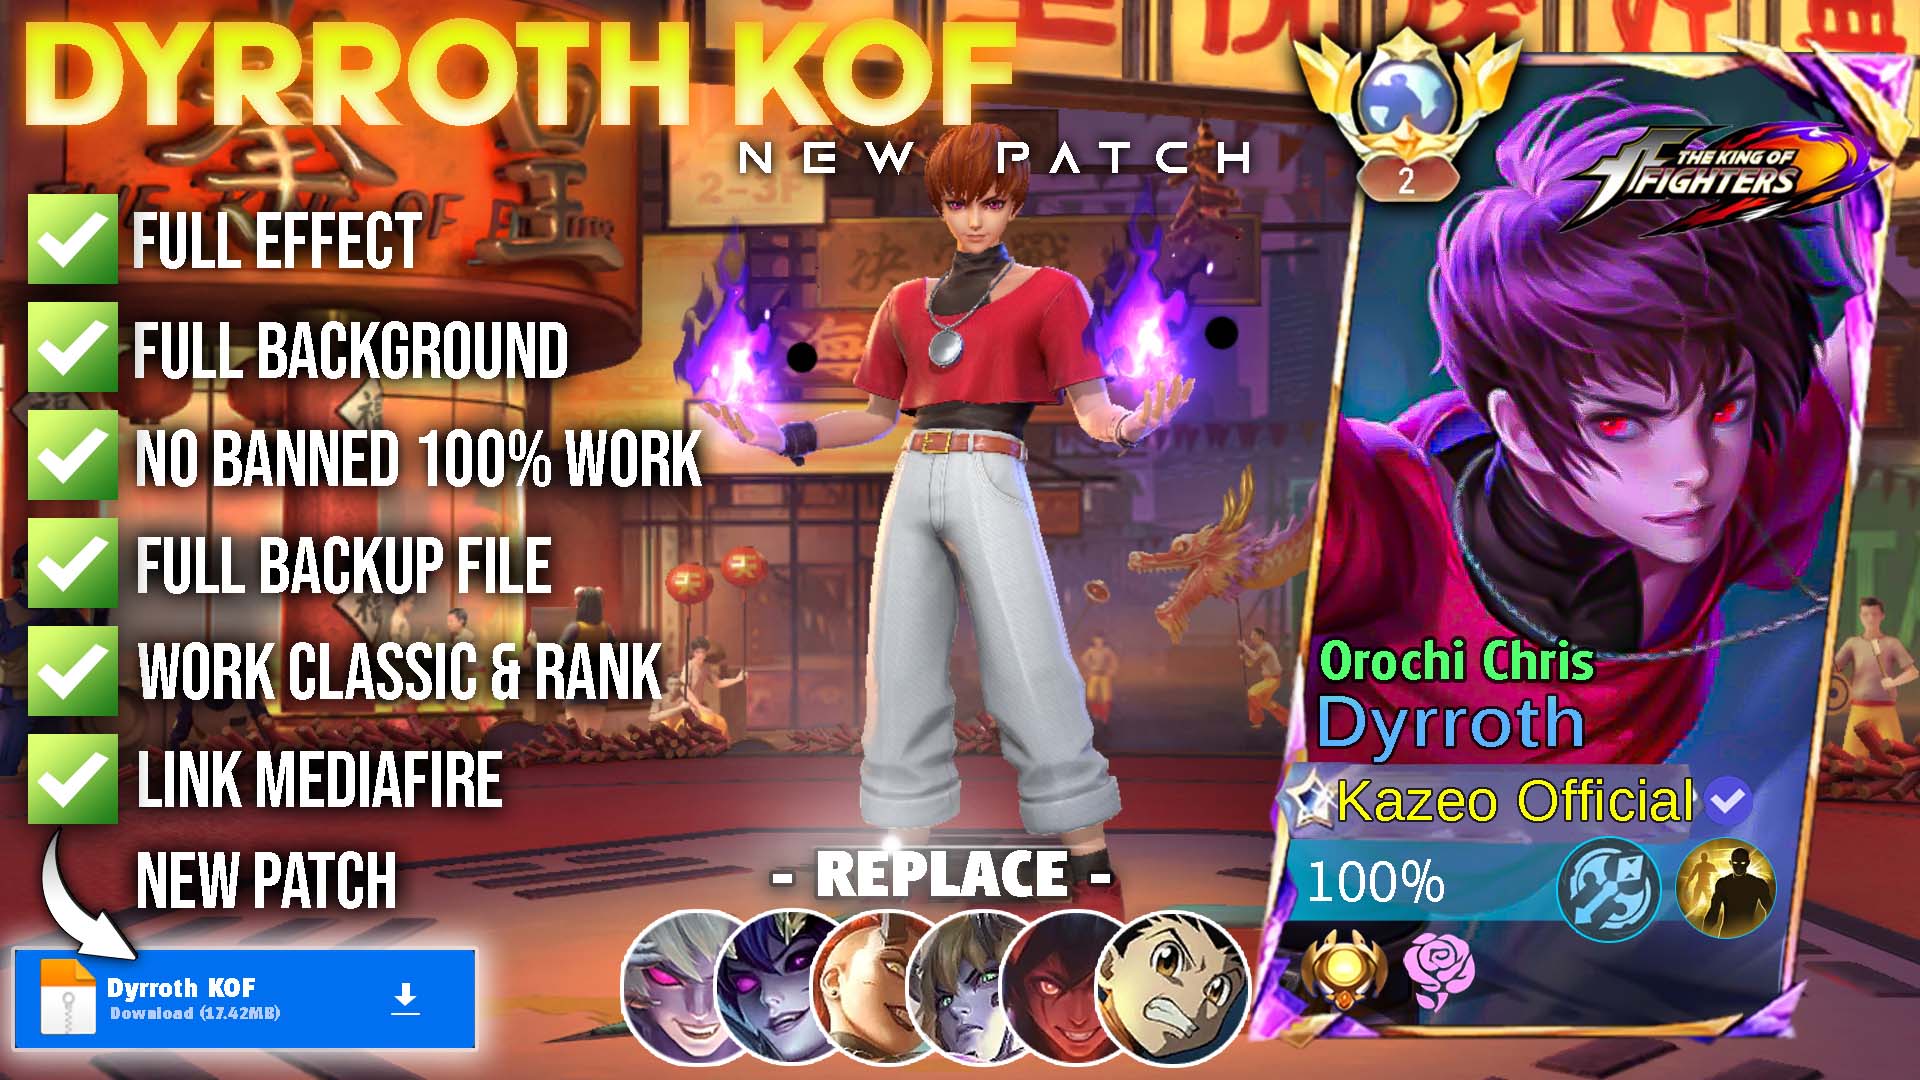 DYRROTH KOF
NEW PATCH
FULL EFFECT
FULL BACKGROUND
NO BANNED 100% WORK
FULL BACKUP FILE
WORK CLASSIC & RANK
LINK MEDIAFIRE
NEW PATCH
Dyrroth KOF
Download (17.42MB)
- REPLACE -
2
THE KING OF
FIGHTERS
Orochi Chris
Dyrroth
Kazeo Official
100%
2-3F